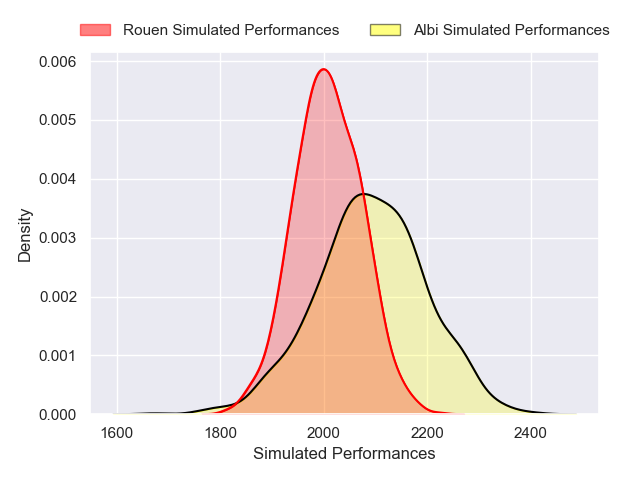 Rouen Simulated Performances Albi Simulated Performances
0.006
0.005
0.004
0.003
0.002
0.001
0.000
Density
1600 1800 2000 2200 2400
Simulated Performances